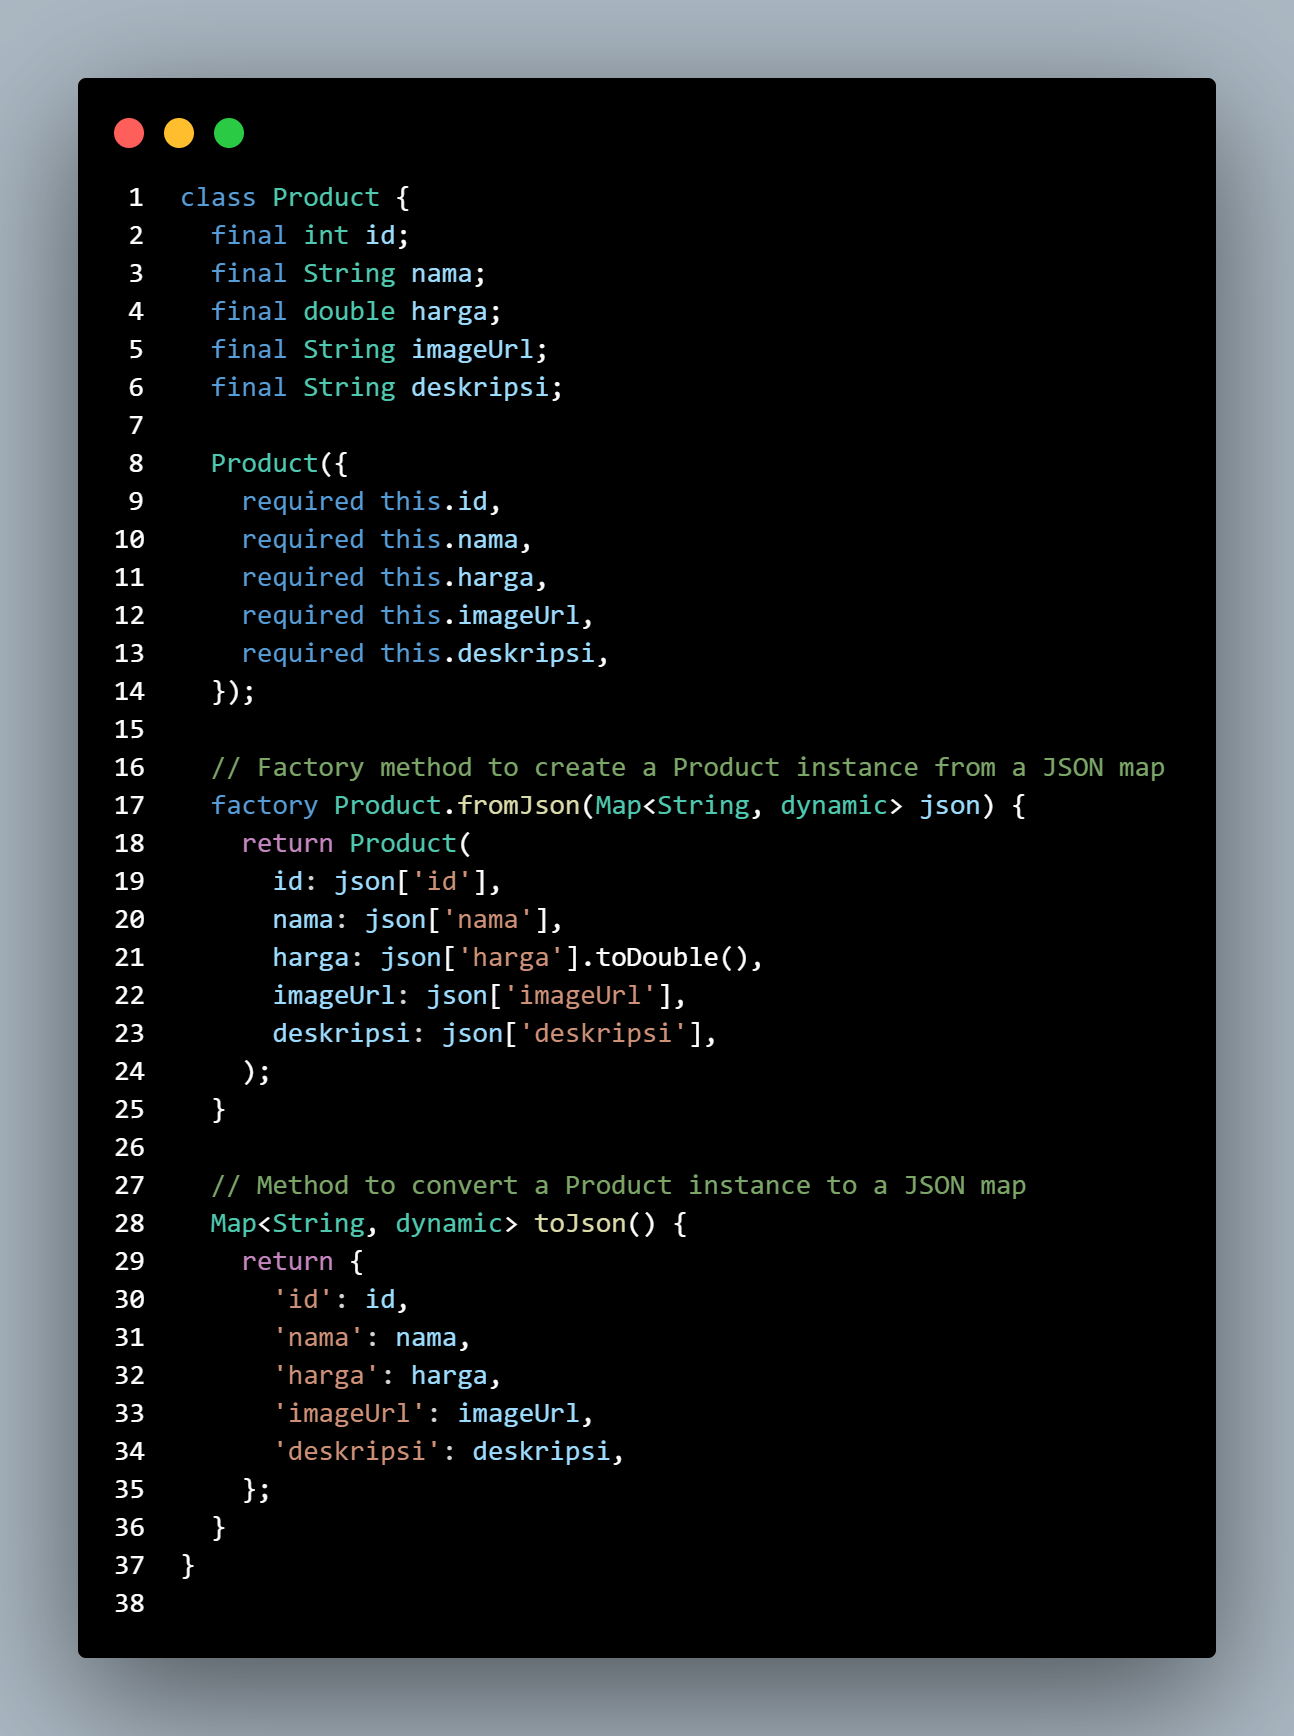 1 class Product {
2   final int id;
3   final String nama;
4   final double harga;
5   final String imageUrl;
6   final String deskripsi;
7
8   Product({
9     required this.id,
10     required this.nama,
11     required this.harga,
12     required this.imageUrl,
13     required this.deskripsi,
14   });
15
16   // Factory method to create a Product instance from a JSON map
17   factory Product.fromJson(Map<String, dynamic> json) {
18     return Product(
19       id: json['id'],
20       nama: json['nama'],
21       harga: json['harga'].toDouble(),
22       imageUrl: json['imageUrl'],
23       deskripsi: json['deskripsi'],
24     );
25   }
26
27   // Method to convert a Product instance to a JSON map
28   Map<String, dynamic> toJson() {
29     return {
30       'id': id,
31       'nama': nama,
32       'harga': harga,
33       'imageUrl': imageUrl,
34       'deskripsi': deskripsi,
35     };
36   }
37 }
38